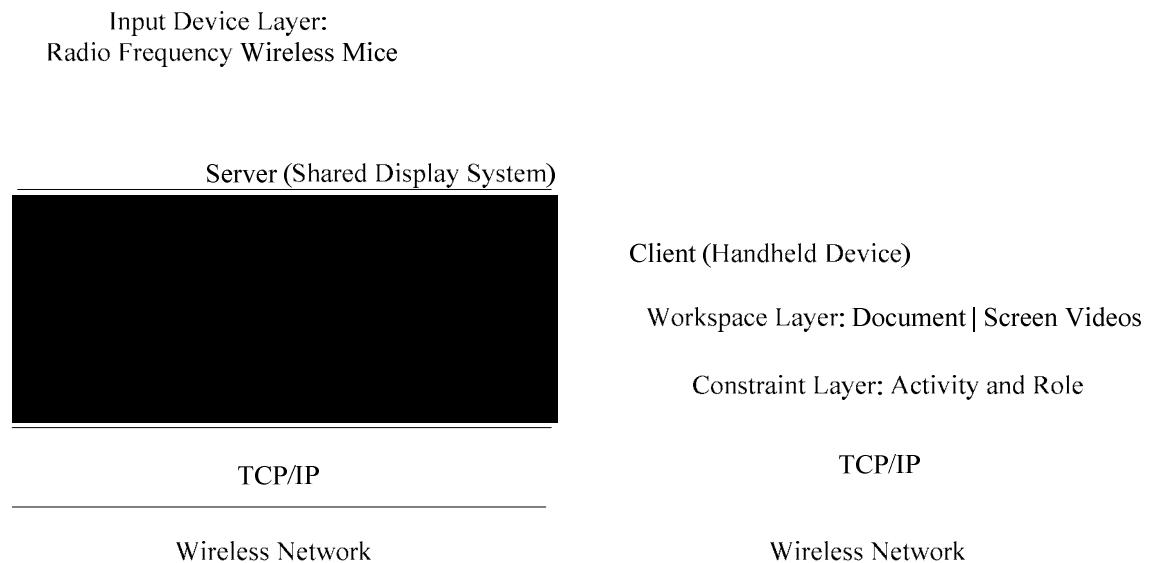 Input Device Layer:
Radio Frequency Wireless Mice
Server (Shared Display System)
Client (Handheld Device)
Workspace Layer: Document | Screen Videos
Constraint Layer: Activity and Role
TCP/IP
TCP/IP
Wireless Network
Wireless Network